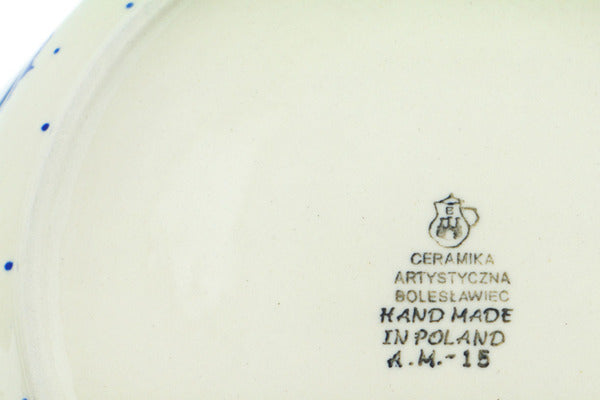 CERAMIKA
ARTYSTYCZNA
BOLESŁAWIEC
HAND MADE
IN POLAND
A.M.-15